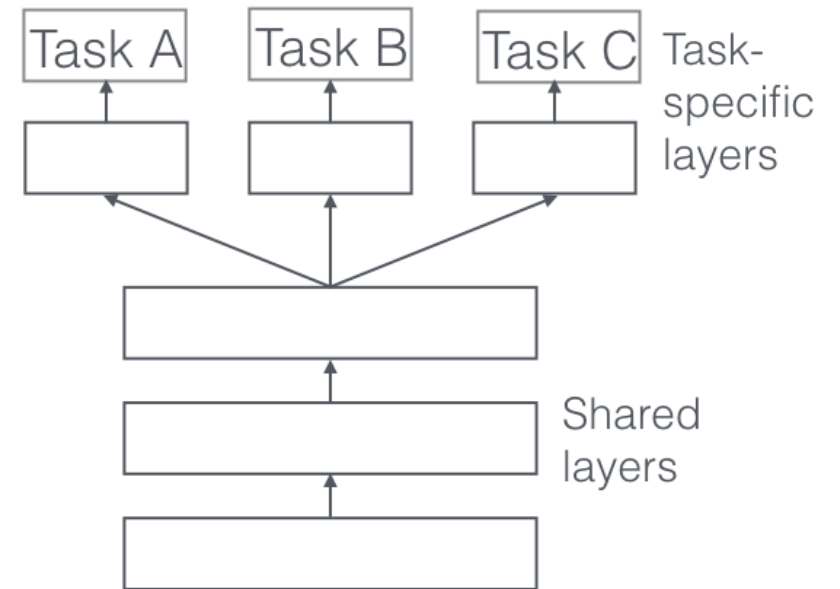 Task A
Task B
Task C
Task-
specific
layers
Shared
layers